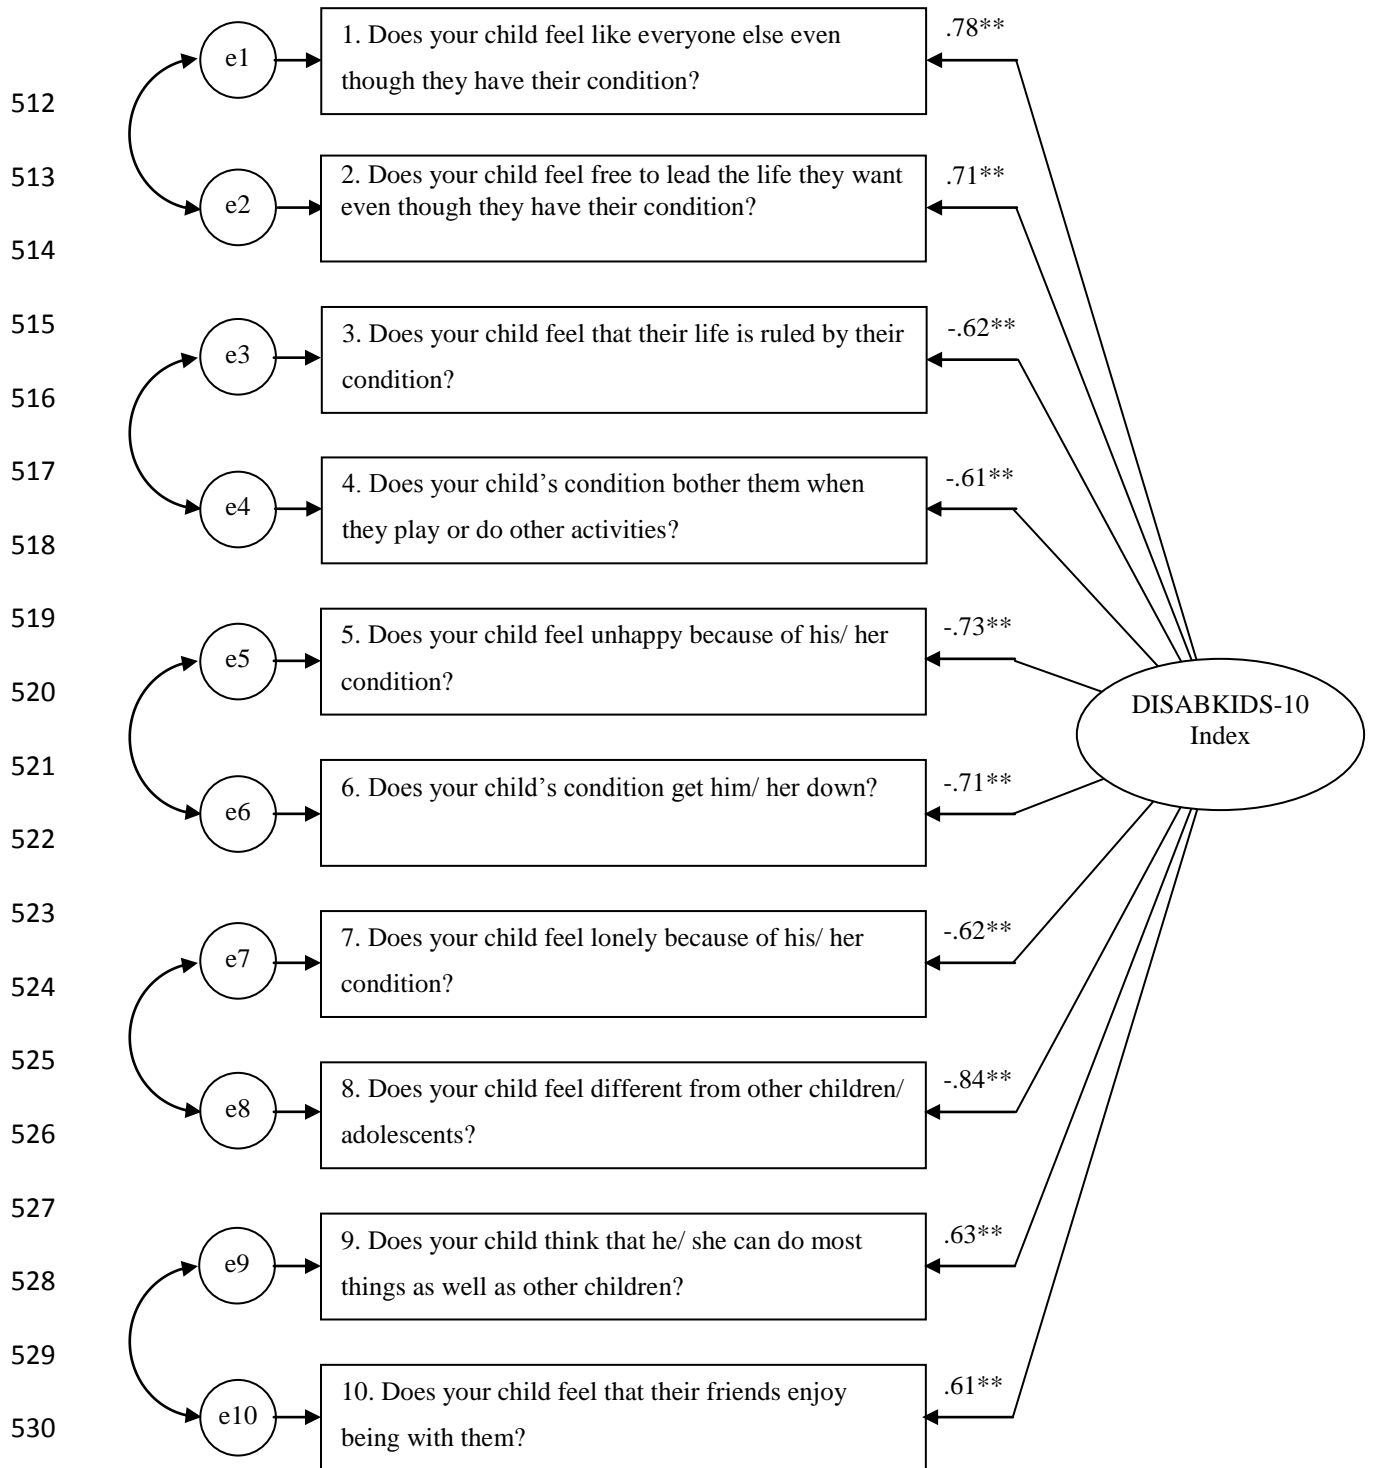 .78**
1. Does your child feel like everyone else even
e1
though they have their condition?
512
513
.71**
2. Does your child feel free to lead the life they want
e2
even though they have their condition?
514
515
-.62**
3. Does your child feel that their life is ruled by their
e3
condition?
516
517
-.61**
4. Does your child’s condition bother them when
e4
they play or do other activities?
518
519
-.73**
5. Does your child feel unhappy because of his/ her
e5
condition?
520
DISABKIDS-10
Index
521
-.71**
6. Does your child’s condition get him/ her down?
e6
522
523
-.62**
7. Does your child feel lonely because of his/ her
e7
condition?
524
525
-.84**
8. Does your child feel different from other children/
e8
adolescents?
526
527
.63**
9. Does your child think that he/ she can do most
e9
things as well as other children?
528
529
.61**
10. Does your child feel that their friends enjoy
e10
being with them?
530